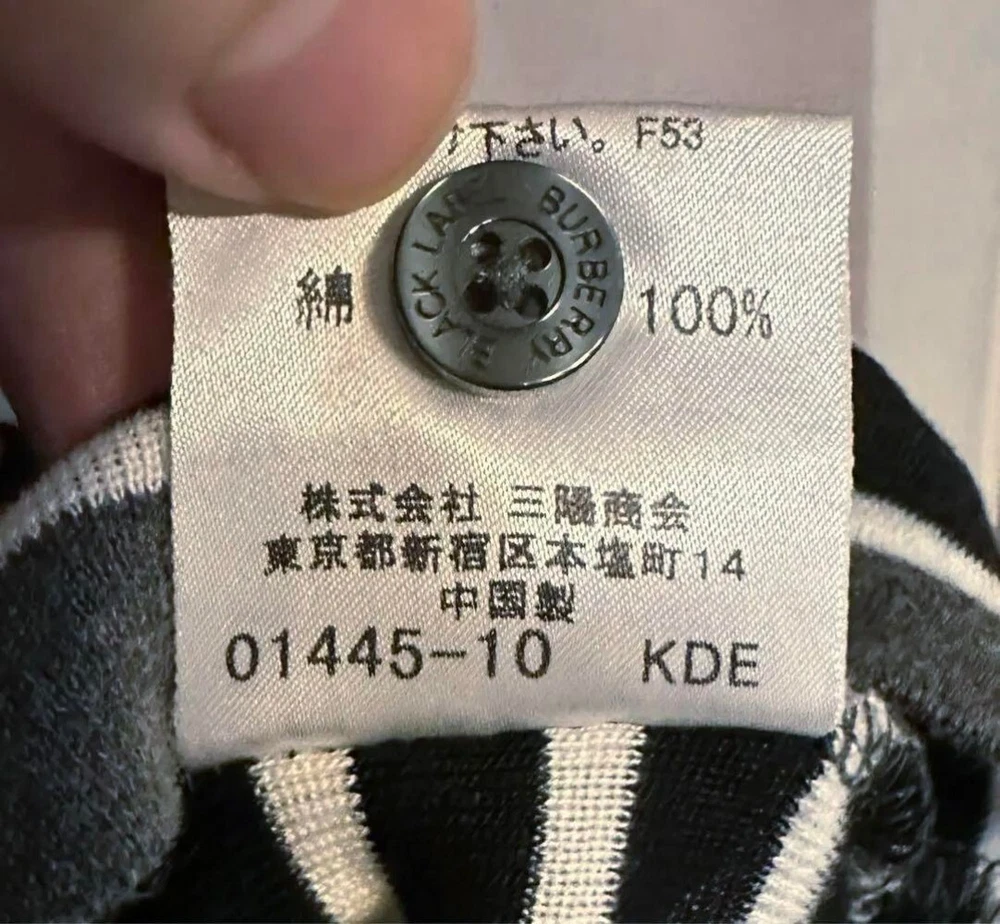 下さい。 F53
BURBERRY BLACK LABEL
綿 100%
株式会社 三陽商会
東京都新宿区本塩町14
中国製
01445-10 KDE